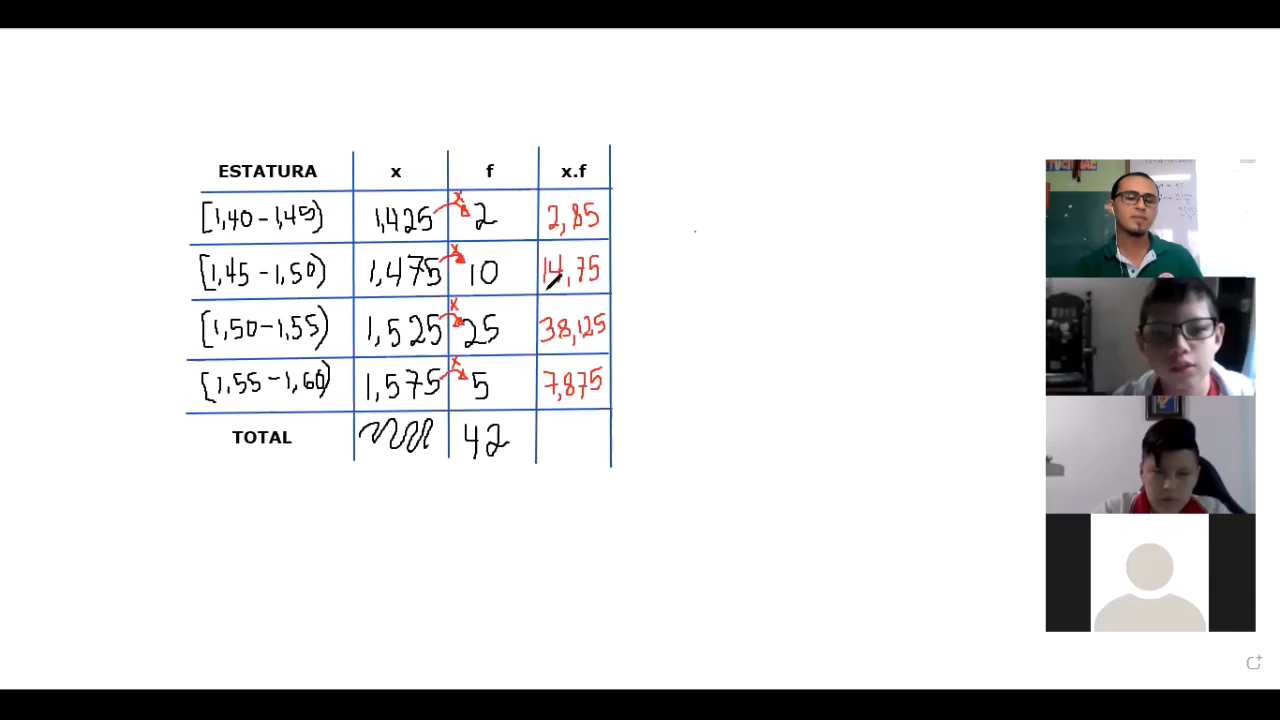 ESTATURA x f x.f
[1,40-1,45) 1,425 x 2 2,85
[1,45-1,50) 1,475 x 10 14,75
[1,50-1,55) 1,525 x 25 38,125
[1,55-1,60) 1,575 x 5 7,875
TOTAL 42